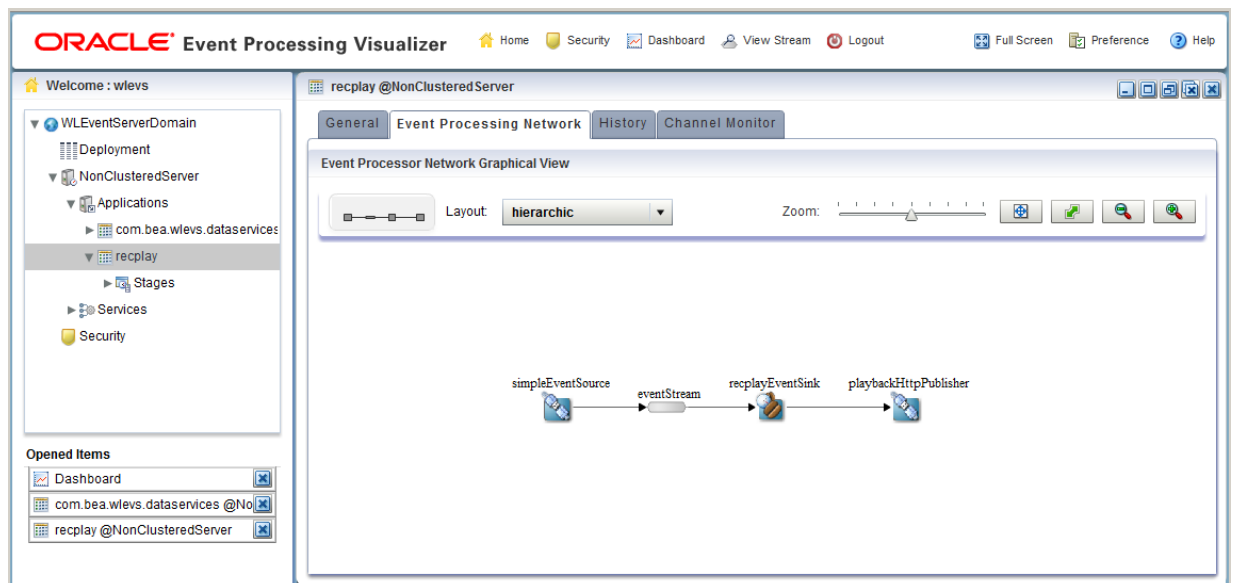 ORACLE Event Processing Visualizer Home Security Dashboard View Stream Logout Full Screen Preference Help
Welcome : wlevs
WLEventServerDomain
Deployment
NonClusteredServer
Applications
com.bea.wlevs.dataservices
recplay
Stages
Services
Security
Opened Items
Dashboard
com.bea.wlevs.dataservices @No
recplay @NonClusteredServer
recplay @NonClusteredServer
General Event Processing Network History Channel Monitor
Event Processor Network Graphical View
Layout: hierarchic Zoom:
simpleEventSource
eventStream
recplayEventSink
playbackHttpPublisher